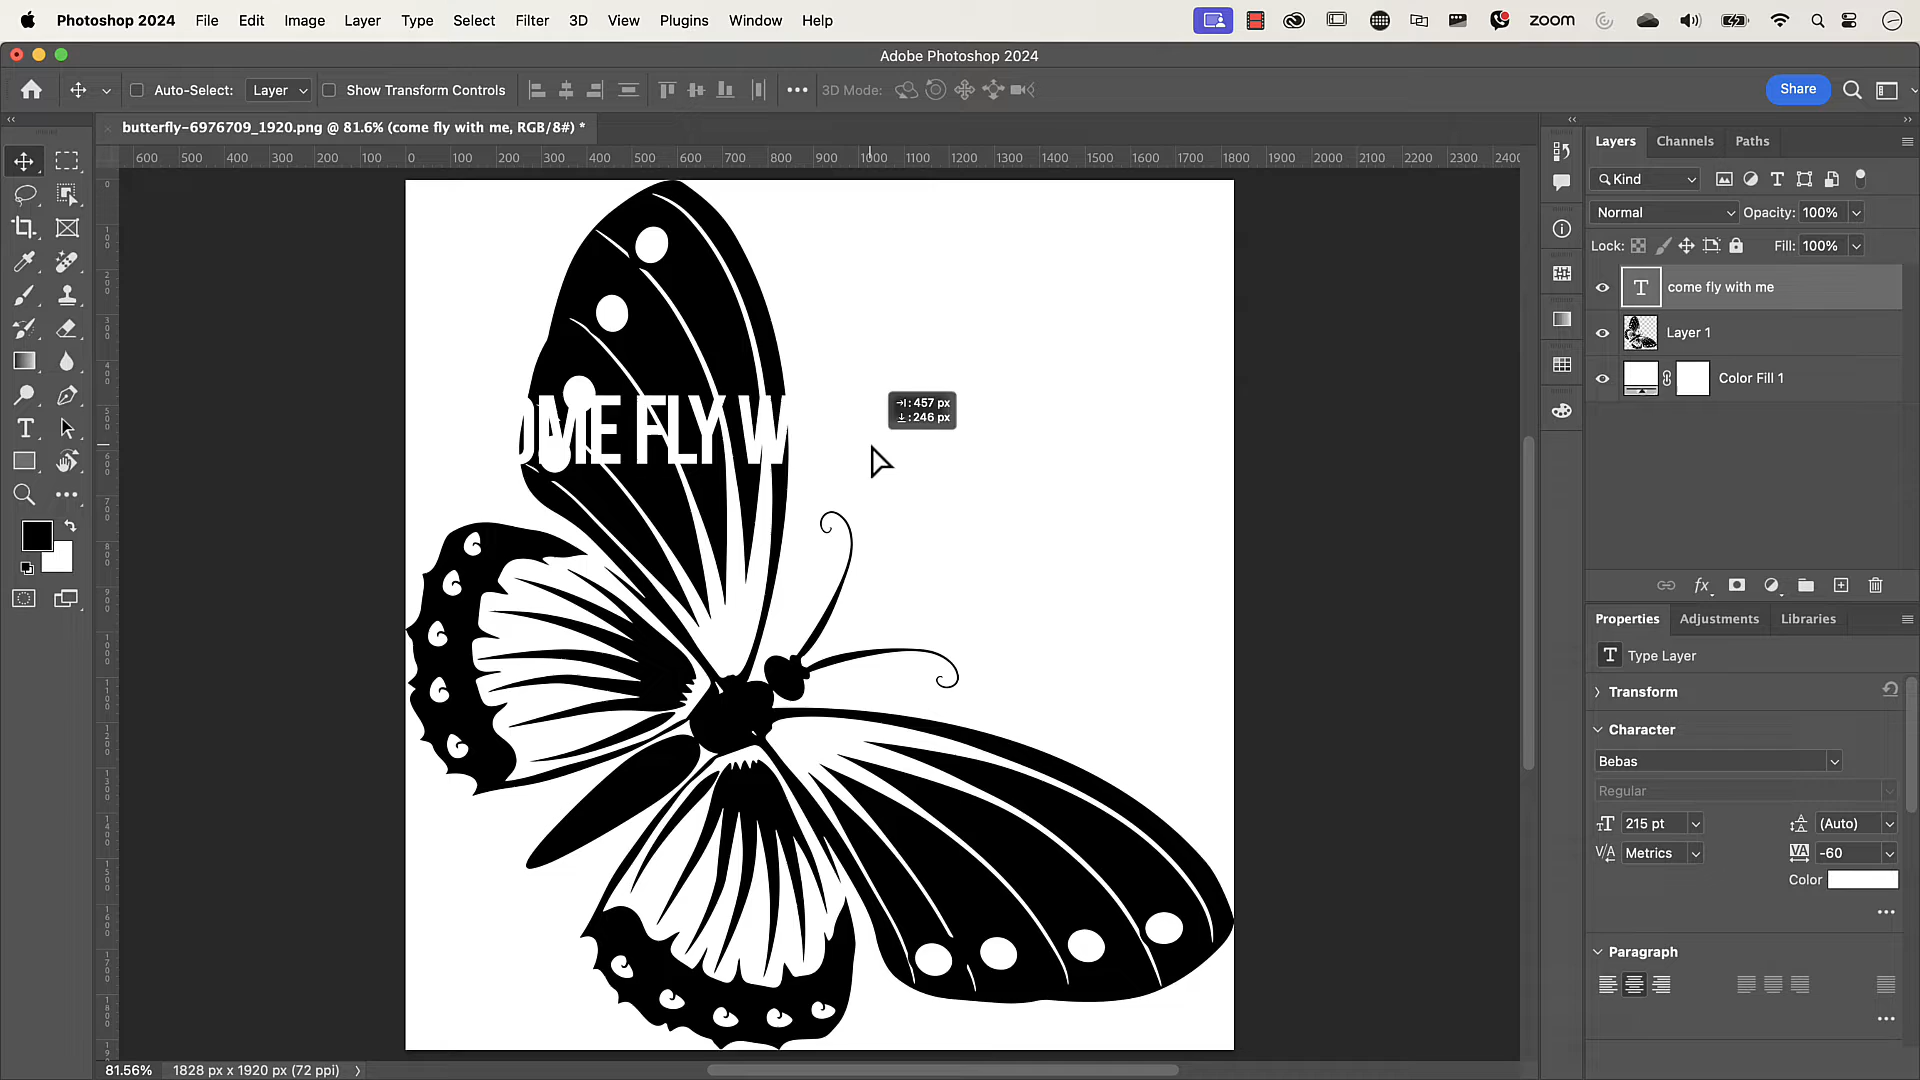 Photoshop 2024 File Edit Image Layer Type Select Filter 3D View Plugins Window Help zoom
Adobe Photoshop 2024
Auto-Select: Layer Show Transform Controls 3D Mode: Share
butterfly-6976709_1920.png @ 81.6% (come fly with me, RGB/8#) *
600 500 400 300 200 100 0 100 200 300 400 500 600 700 800 900 1000 1100 1200 1300 1400 1500 1600 1700 1800 1900 2000 2100 2200 2300 2400
Layers Channels Paths
Kind
Normal Opacity: 100%
Lock: Fill: 100%
come fly with me
Layer 1
Color Fill 1
OME FLY W
457 px
246 px
Properties Adjustments Libraries
Type Layer
Transform
Character
Bebas
Regular
215 pt (Auto)
Metrics -60
Color
Paragraph
81.56% 1828 px x 1920 px (72 ppi)